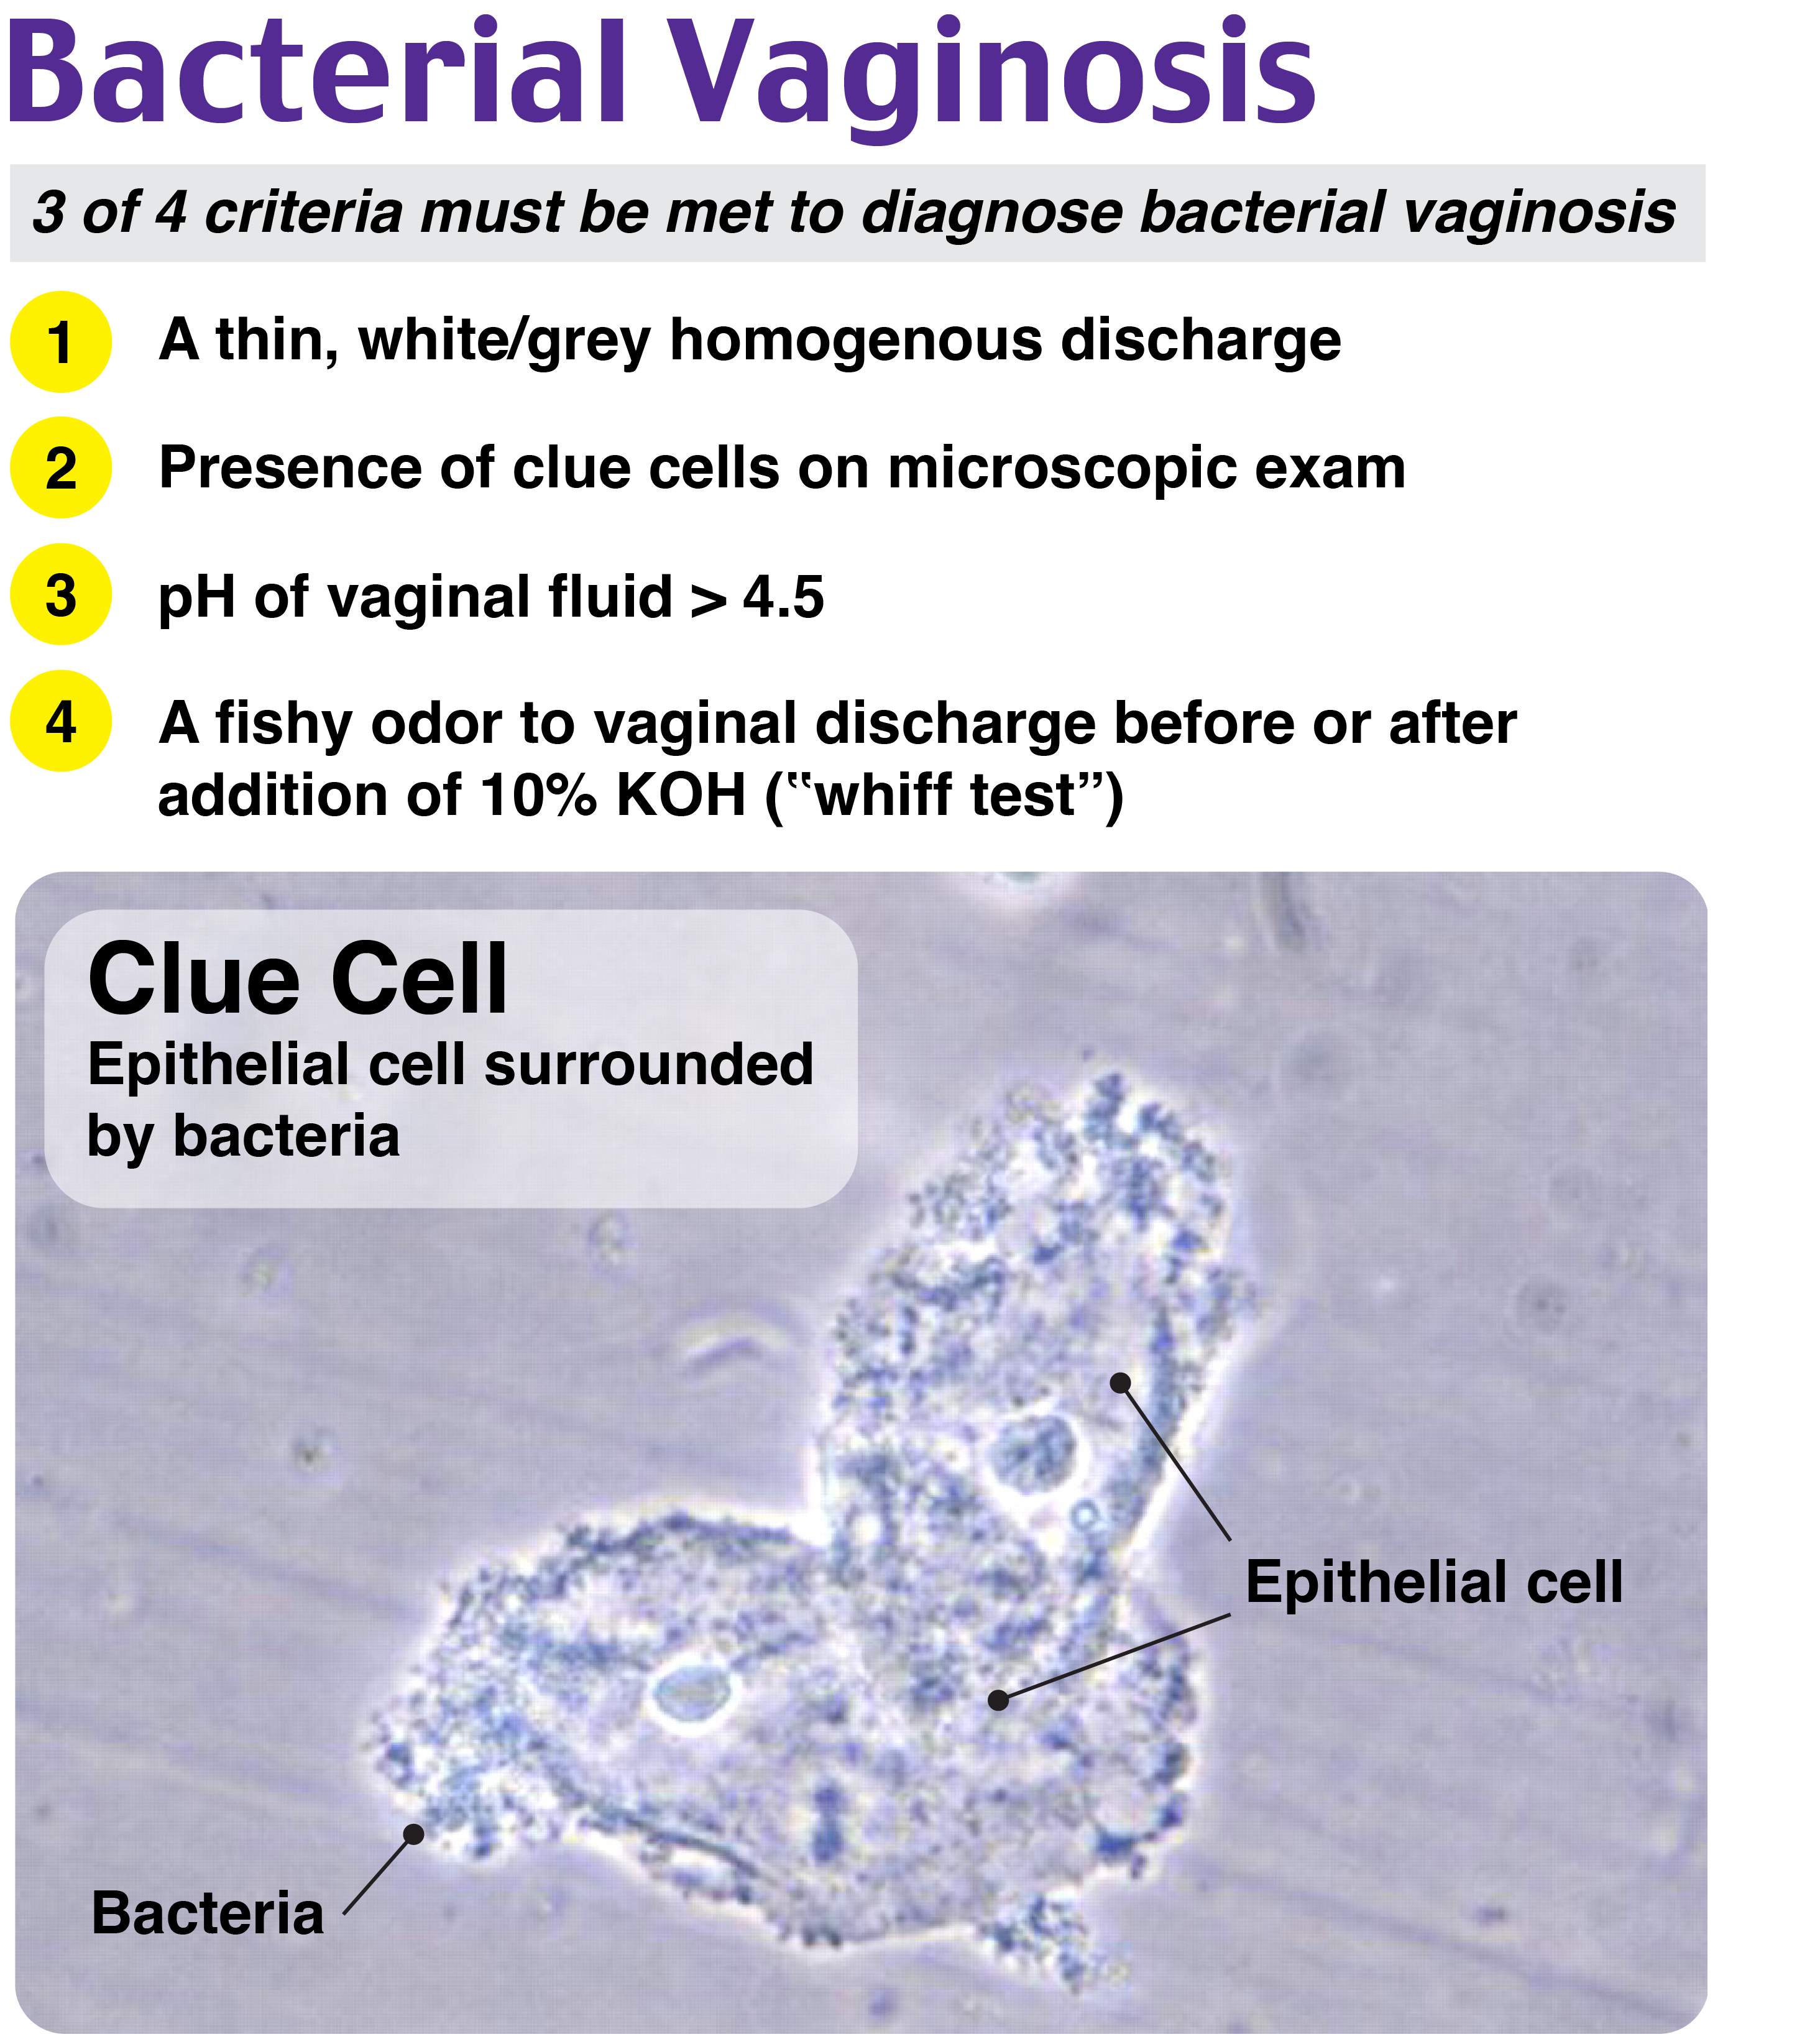 Bacterial Vaginosis
3 of 4 criteria must be met to diagnose bacterial vaginosis
1 A thin, white/grey homogenous discharge
2 Presence of clue cells on microscopic exam
3 pH of vaginal fluid > 4.5
4 A fishy odor to vaginal discharge before or after
addition of 10% KOH (“whiff test”)
Clue Cell
Epithelial cell surrounded
by bacteria
Epithelial cell
Bacteria